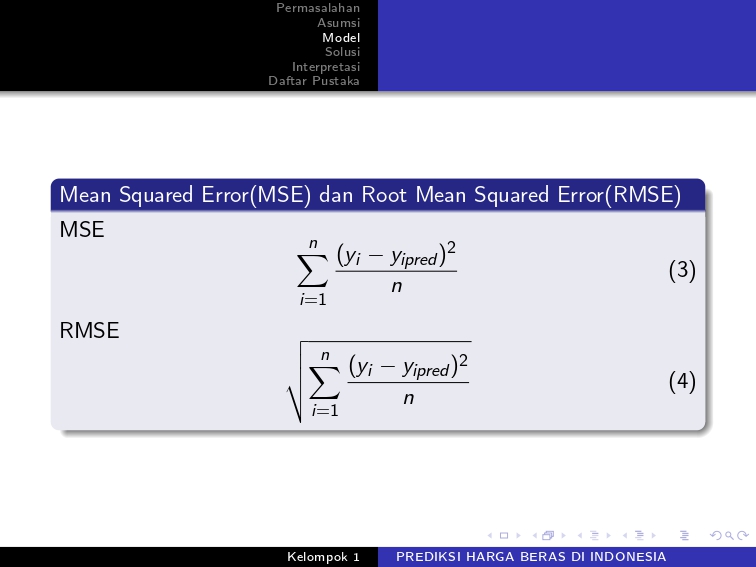 Permasalahan
Asumsi
Model
Solusi
Interpretasi
Daftar Pustaka
Mean Squared Error(MSE) dan Root Mean Squared Error(RMSE)
MSE
\sum_{i=1}^{n} \frac{(y_i - y_{ipred})^2}{n} (3)
RMSE
\sqrt{\sum_{i=1}^{n} \frac{(y_i - y_{ipred})^2}{n}} (4)
Kelompok 1 PREDIKSI HARGA BERAS DI INDONESIA